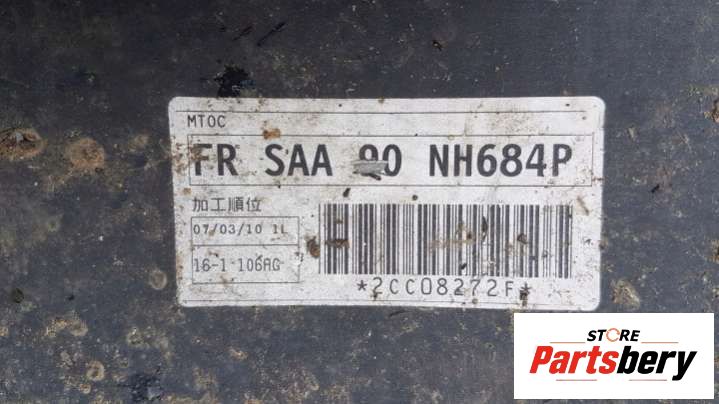 MTOC
FR SAA 90 NH684P
加工順位
07/03/10 1L
16-1 106AG
*2CC08272F*
STORE
Partsbery